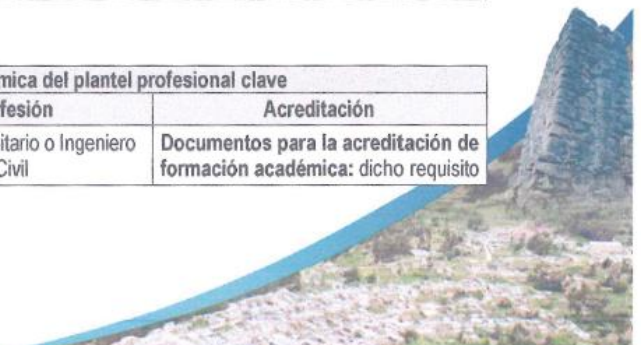 mica del plantel profesional clave
fesión Acreditación
itario o Ingeniero Documentos para la acreditación de
Civil formación académica: dicho requisito